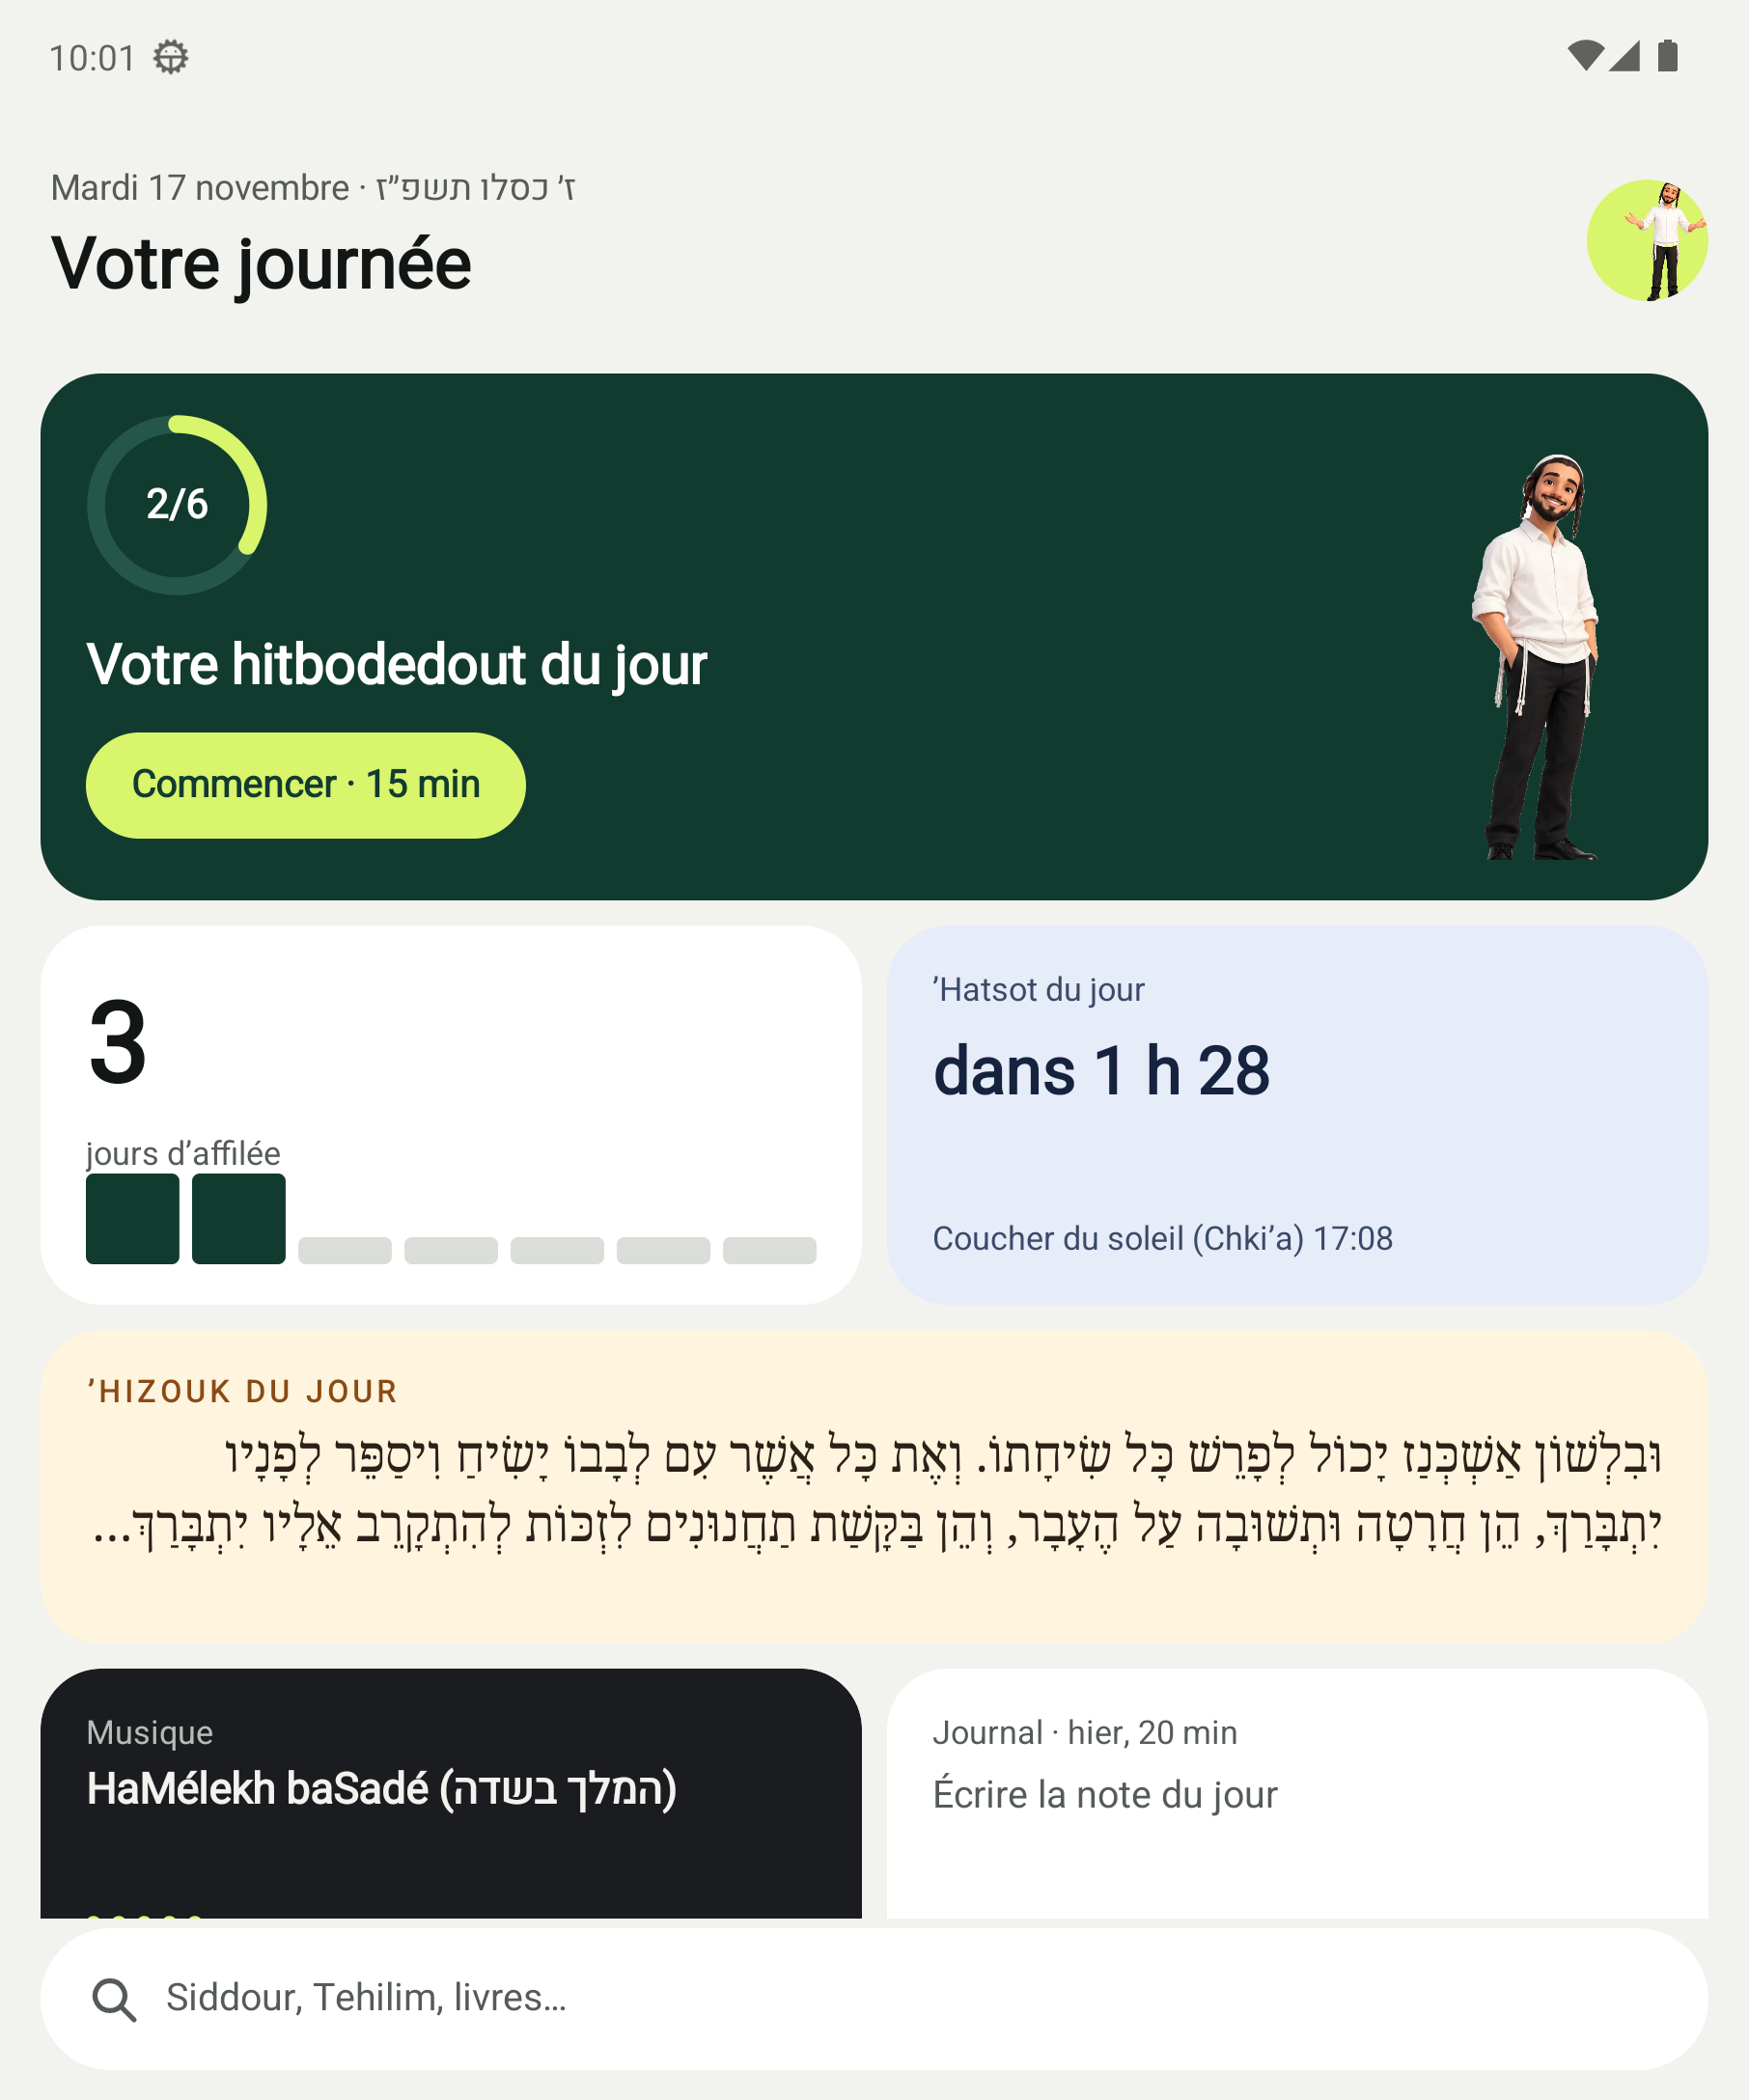 10:01
Mardi 17 novembre · ז׳ כסלו תשפ״ז
Votre journée
2/6
Votre hitbodedout du jour
Commencer · 15 min
3
jours d’affilée
’Hatsot du jour
dans 1 h 28
Coucher du soleil (Chki’a) 17:08
’HIZOUK DU JOUR
וּבִלְשׁוֹן אַשְׁכְּנַז יָכוֹל לְפָרֵשׁ כָּל שִׂיחָתוֹ. וְאֶת כָּל אֲשֶׁר עִם לְבָבוֹ יָשִׂיחַ וִיסַפֵּר לְפָנָיו
יִתְבָּרַךְ, הֵן חֲרָטָה וּתְשׁוּבָה עַל הֶעָבָר, וְהֵן בַּקָּשַׁת תַחֲנוּנִים לִזְכּוֹת לְהִתְקָרֵב אֵלָיו יִתְבָּרַךְ…
Musique
HaMélekh baSadé (המלך בשדה)
Journal · hier, 20 min
Écrire la note du jour
Siddour, Tehilim, livres…